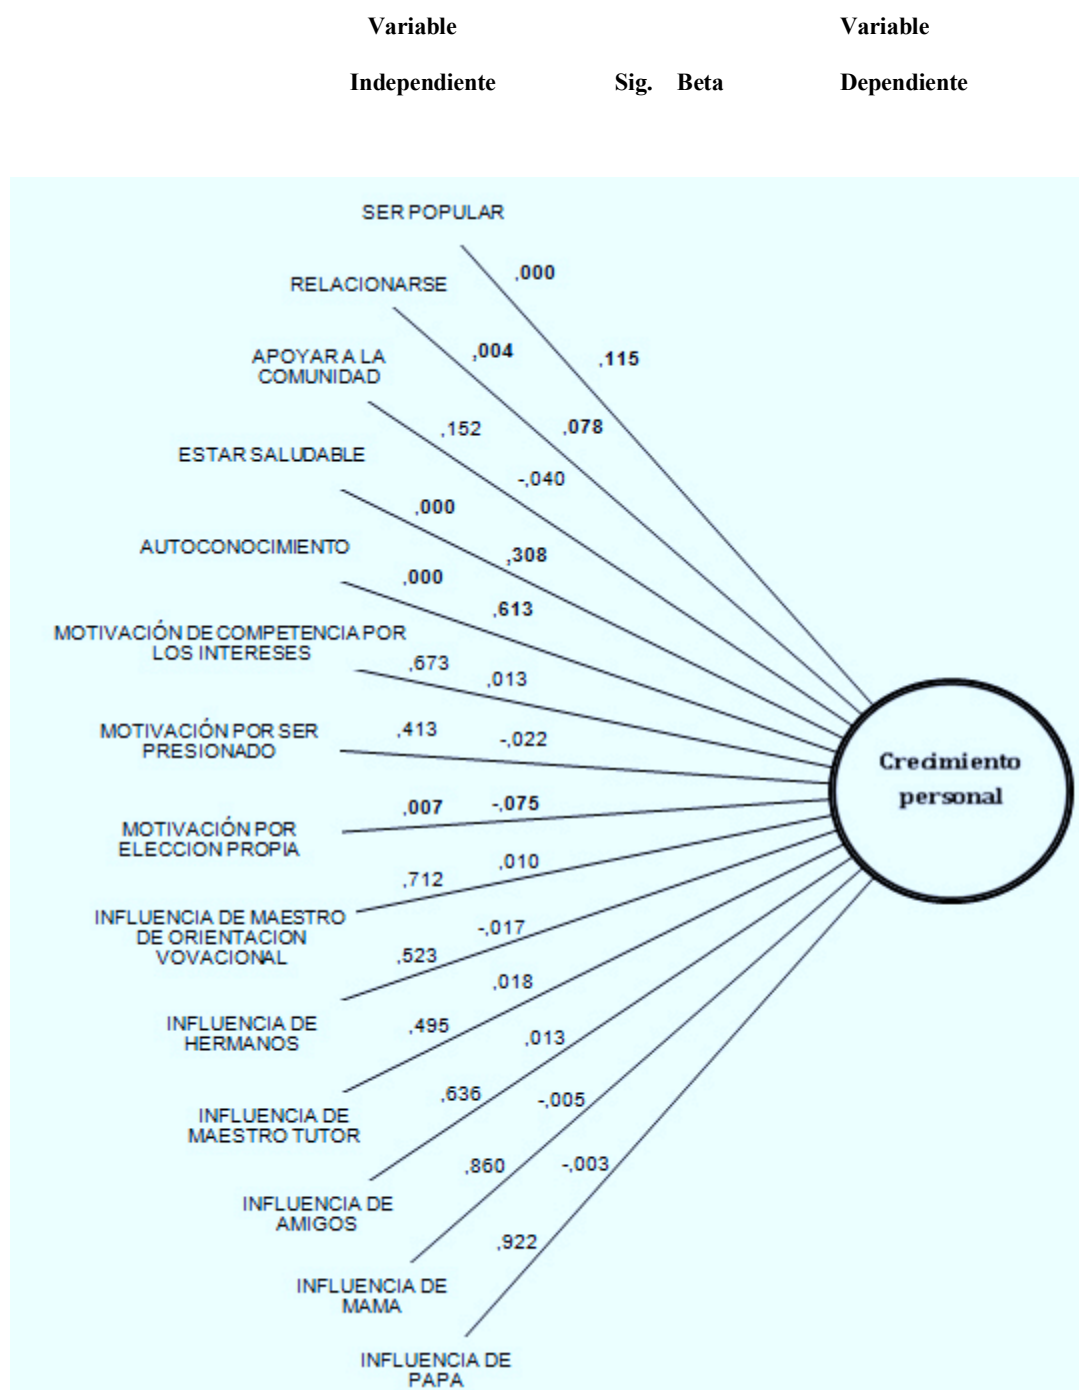 Variable Variable
Independiente Sig. Beta Dependiente
SER POPULAR
,000
RELACIONARSE
,004 ,115
APOYAR A LA
COMUNIDAD
,152 ,078
ESTAR SALUDABLE
-,040
,000
AUTOCONOCIMIENTO
,308
,000
,613
MOTIVACIÓN DE COMPETENCIA POR
LOS INTERESES
,673 ,013
MOTIVACIÓN POR SER
PRESIONADO
,413 -,022
Crecimiento
personal
,007 -,075
MOTIVACIÓN POR
ELECCION PROPIA
,010
,712
INFLUENCIA DE MAESTRO
DE ORIENTACION
VOVACIONAL
-,017
,523
,018
INFLUENCIA DE
HERMANOS
,495
,013
,636
-,005
INFLUENCIA DE
MAESTRO TUTOR
,860 -,003
INFLUENCIA DE
AMIGOS
,922
INFLUENCIA DE
MAMA
INFLUENCIA DE
PAPA